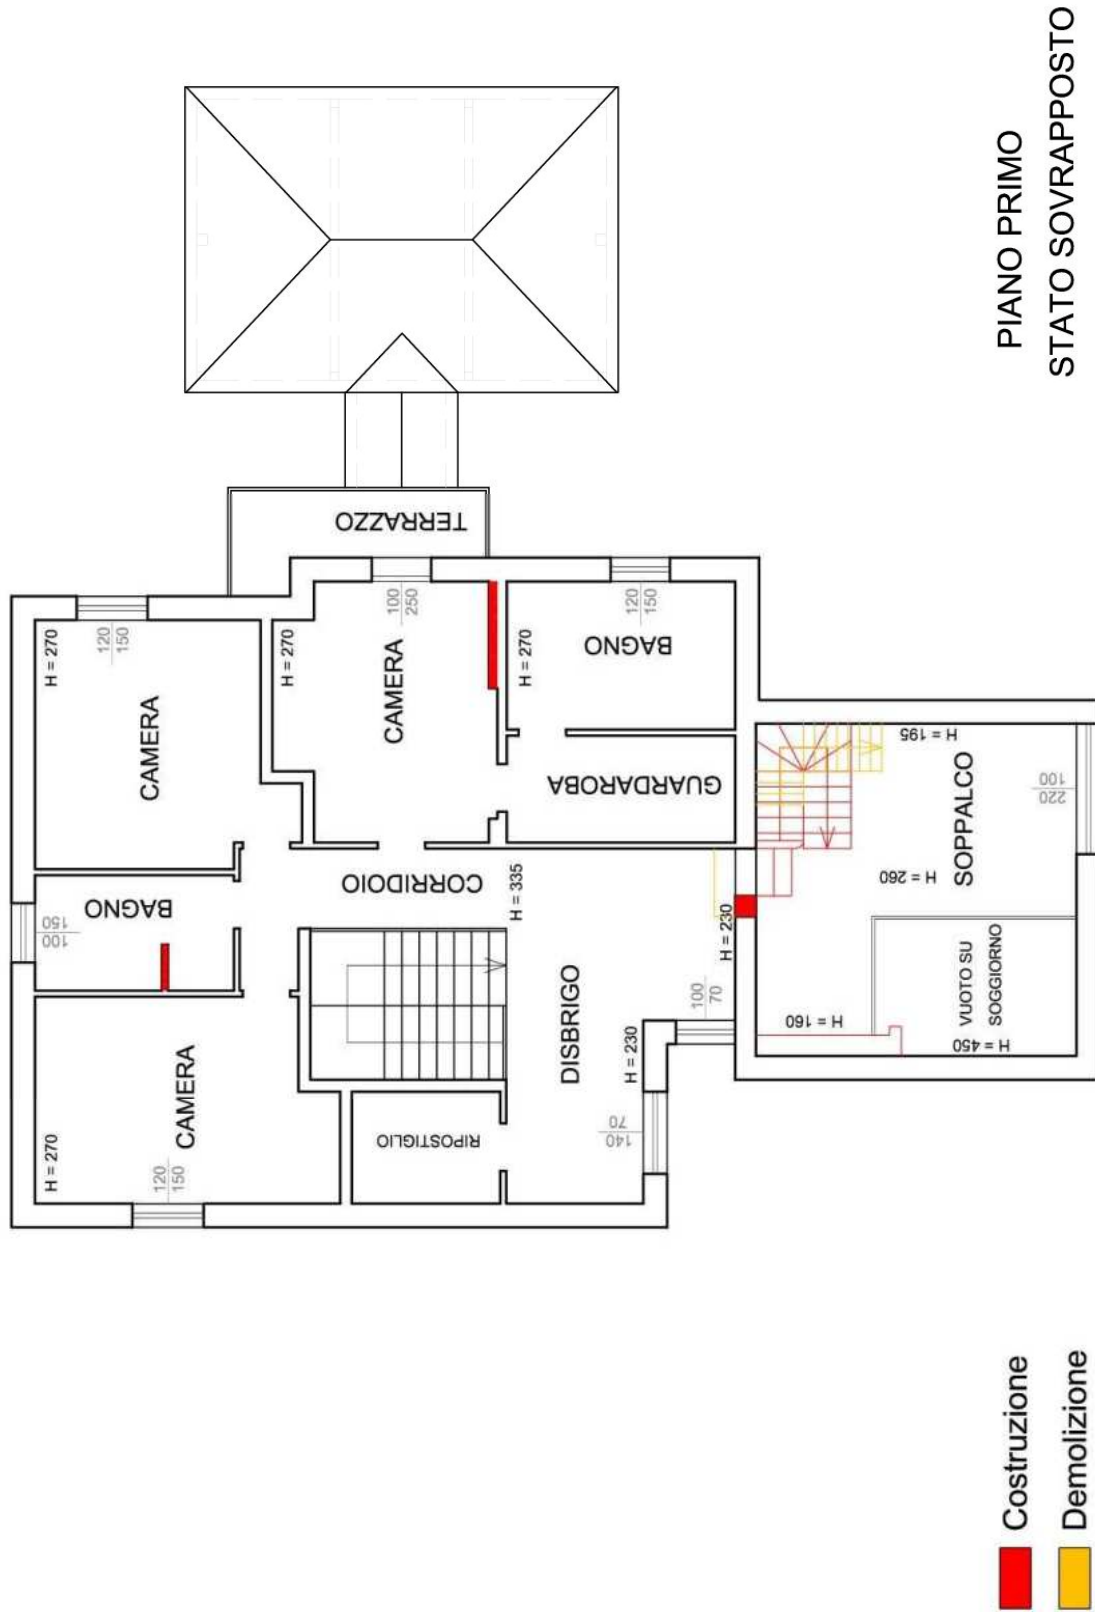 PIANO PRIMO
STATO SOVRAPPOSTO
TERRAZZO
H = 270
120
150
CAMERA
H = 270
100
250
CAMERA
H = 270
120
150
BAGNO
GUARDAROBA
BAGNO
100
150
CORRIDOIO
H = 335
H = 270
120
150
CAMERA
RIPOSTIGLIO
DISBRIGO
H = 230
H = 230
100
70
140
70
H = 195
SOPPALCO
220
100
H = 260
VUOTO SU
SOGGIORNO
H = 160
H = 450
Costruzione
Demolizione